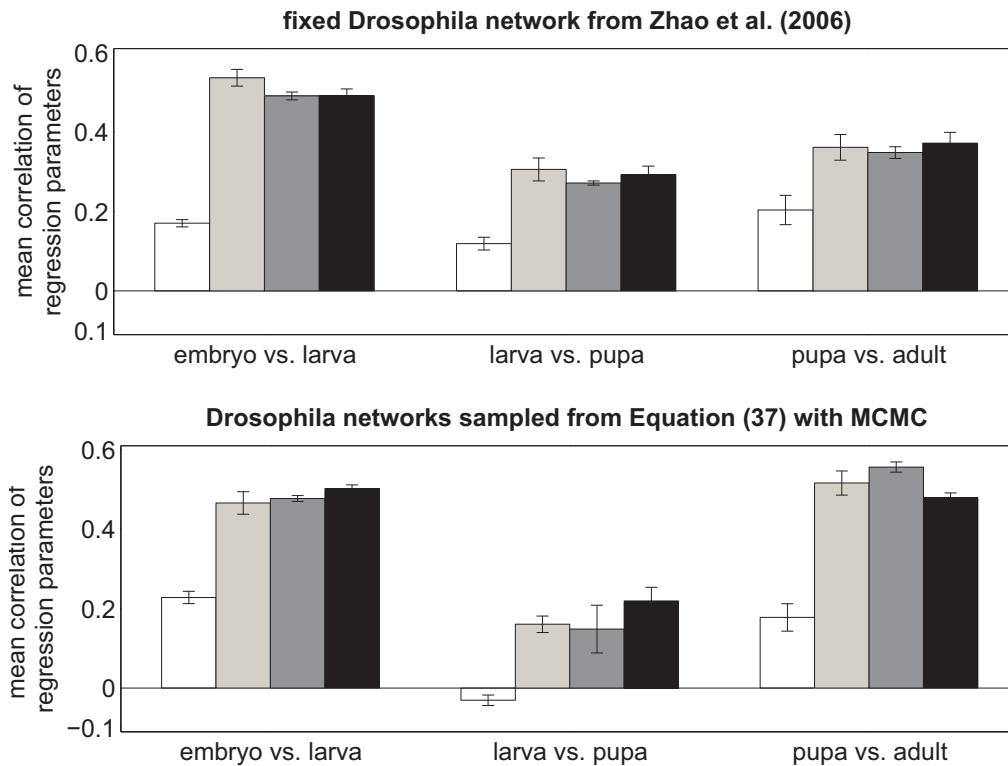 fixed Drosophila network from Zhao et al. (2006)
mean correlation of
regression parameters
0.6
0.4
0.2
0
0.1
embryo vs. larva
larva vs. pupa
pupa vs. adult
Drosophila networks sampled from Equation (37) with MCMC
mean correlation of
regression parameters
0.6
0.4
0.2
0
−0.1
embryo vs. larva
larva vs. pupa
pupa vs. adult